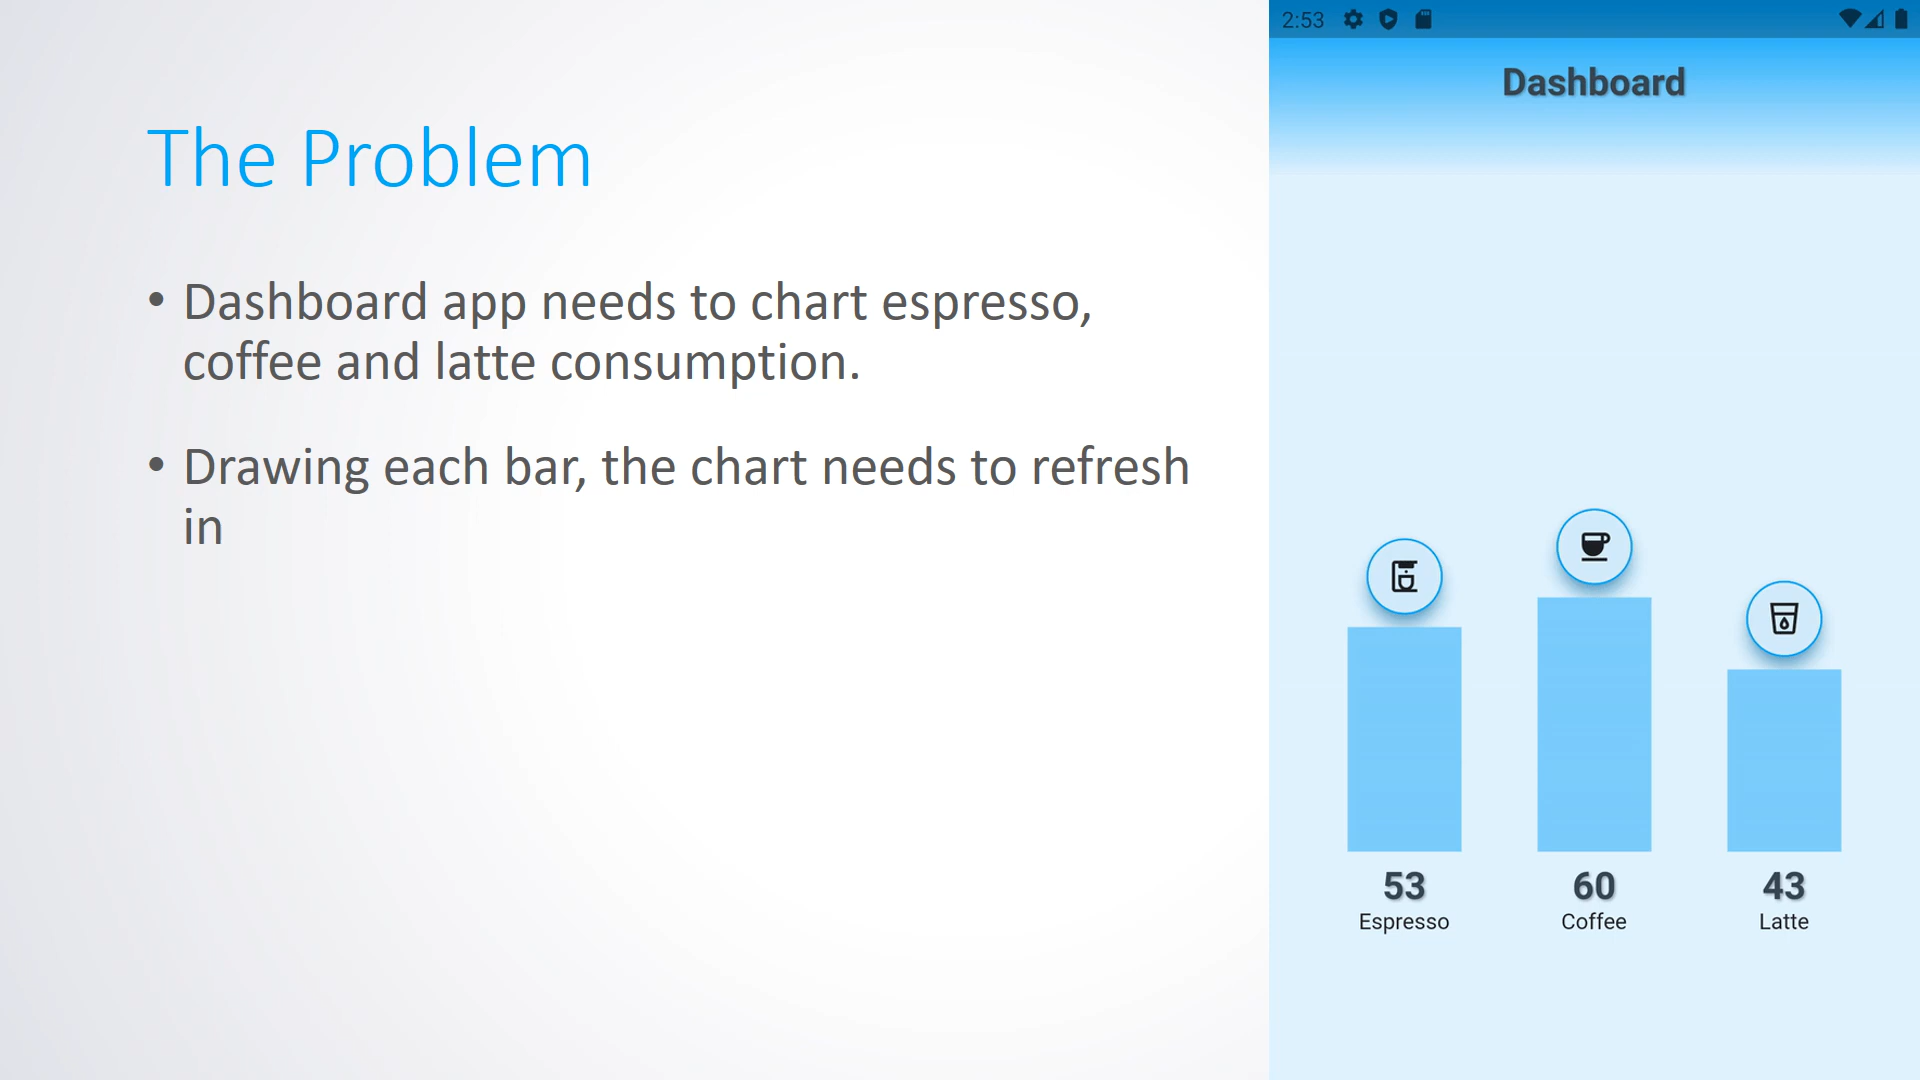 The Problem
• Dashboard app needs to chart espresso,
coffee and latte consumption.
• Drawing each bar, the chart needs to refresh
in
2:53
Dashboard
53
Espresso
60
Coffee
43
Latte